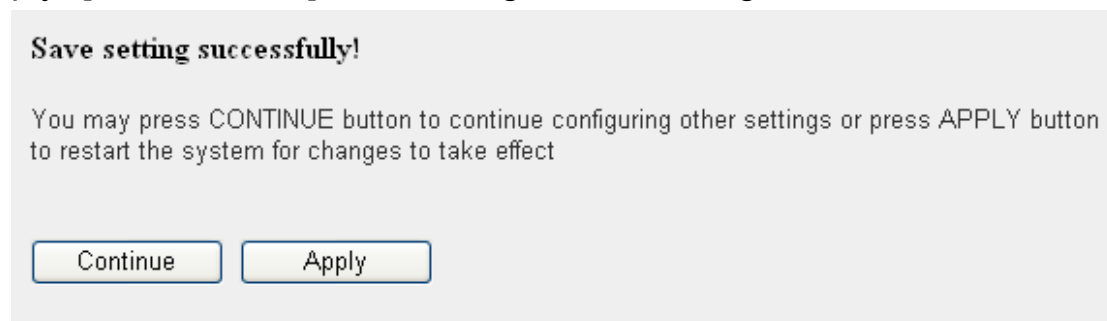 Save setting successfully!
You may press CONTINUE button to continue configuring other settings or press APPLY button
to restart the system for changes to take effect
Continue Apply